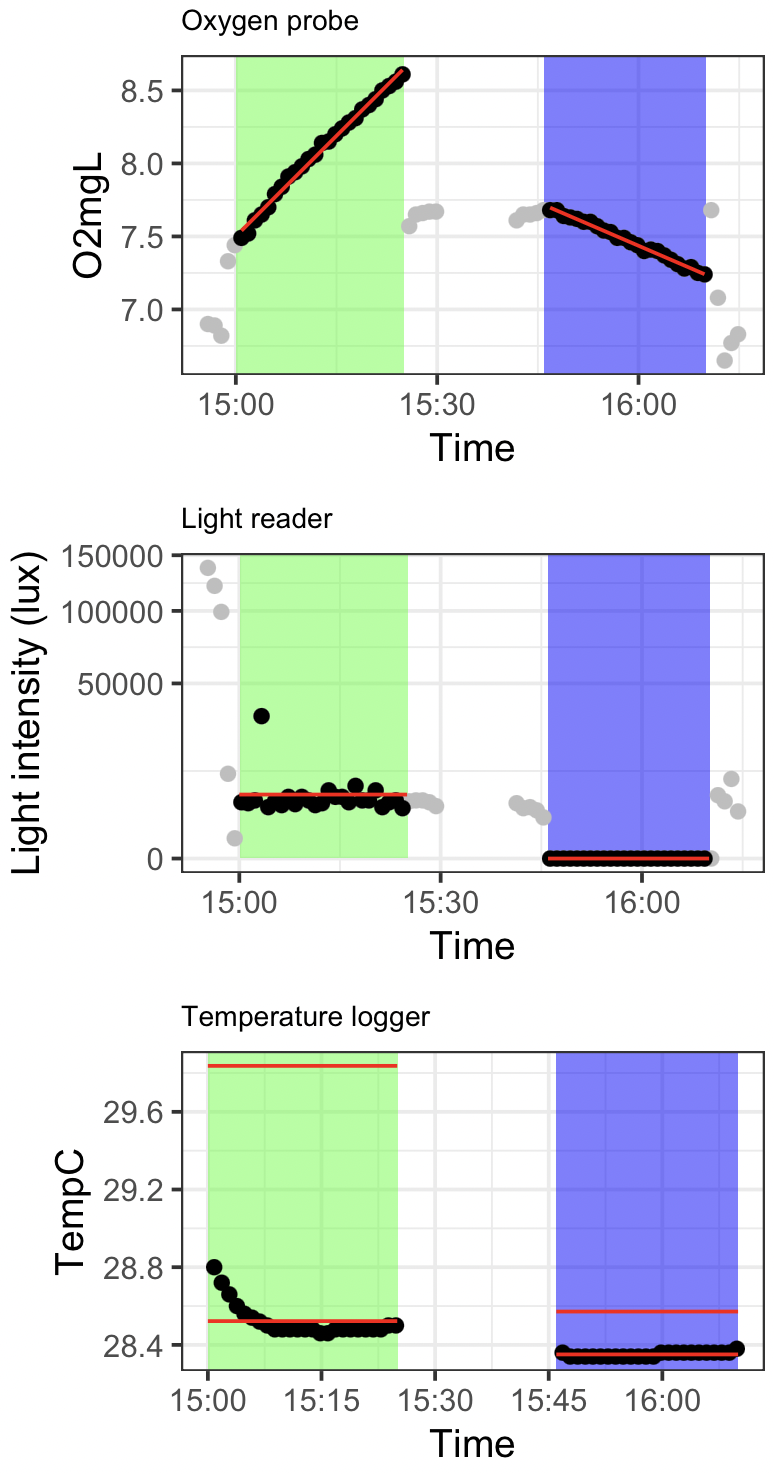 Oxygen probe
O2mgL
8.5
8.0
7.5
7.0
15:00 15:30 16:00
Time
Light reader
Light intensity (lux)
150000
100000
50000
0
15:00 15:30 16:00
Time
Temperature logger
TempC
29.6
29.2
28.8
28.4
15:00 15:15 15:30 15:45 16:00
Time